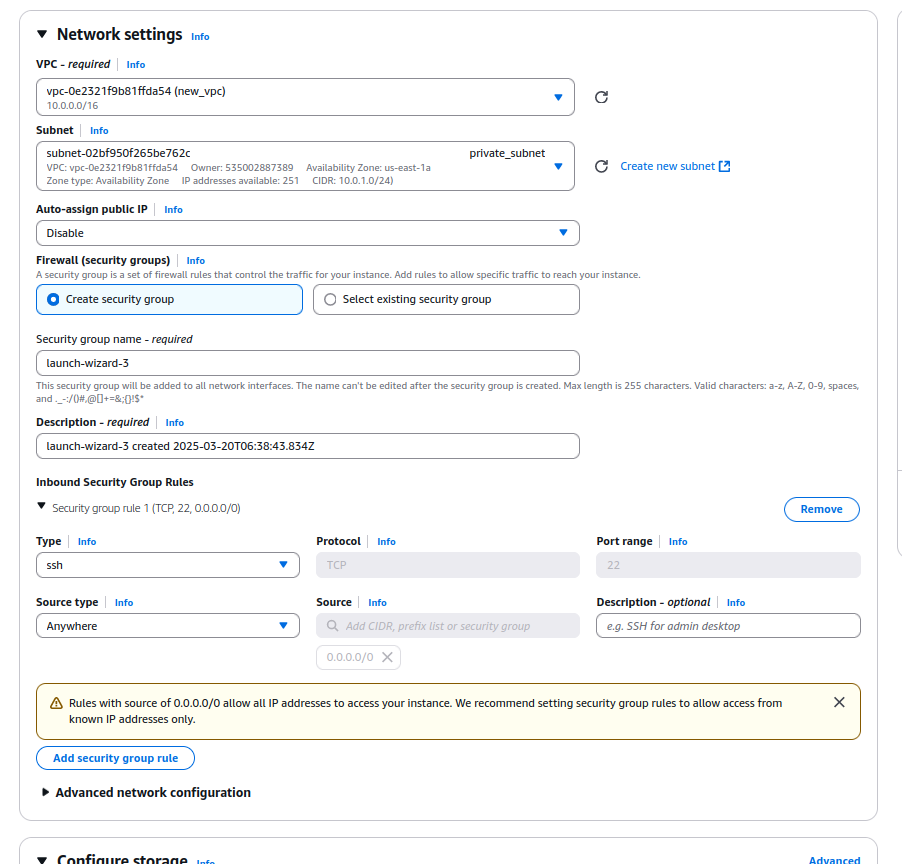 Network settings Info
VPC - required Info
vpc-0e2321f9b81ffda54 (new_vpc)
10.0.0.0/16
Subnet Info
subnet-02bf950f265be762c private_subnet
VPC: vpc-0e2321f9b81ffda54 Owner: 535002887389 Availability Zone: us-east-1a
Zone type: Availability Zone IP addresses available: 251 CIDR: 10.0.1.0/24)
Create new subnet
Auto-assign public IP Info
Disable
Firewall (security groups) Info
A security group is a set of firewall rules that control the traffic for your instance. Add rules to allow specific traffic to reach your instance.
Create security group Select existing security group
Security group name - required
launch-wizard-3
This security group will be added to all network interfaces. The name can't be edited after the security group is created. Max length is 255 characters. Valid characters: a-z, A-Z, 0-9, spaces,
and ._-:/()#,@[]+=&;{}!$*
Description - required Info
launch-wizard-3 created 2025-03-20T06:38:43.834Z
Inbound Security Group Rules
Security group rule 1 (TCP, 22, 0.0.0.0/0) Remove
Type Info Protocol Info Port range Info
ssh TCP 22
Source type Info Source Info Description - optional Info
Anywhere Add CIDR, prefix list or security group e.g. SSH for admin desktop
0.0.0.0/0
Rules with source of 0.0.0.0/0 allow all IP addresses to access your instance. We recommend setting security group rules to allow access from
known IP addresses only.
Add security group rule
Advanced network configuration
Configure storage Info Advanced